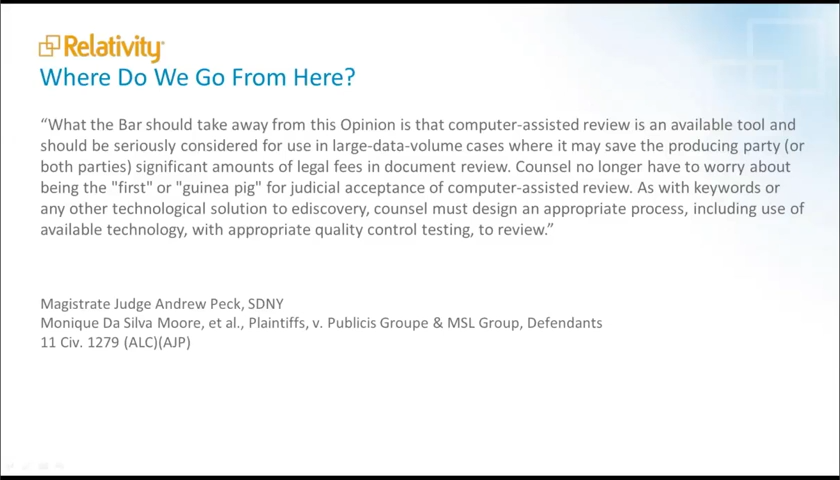 Relativity
Where Do We Go From Here?
“What the Bar should take away from this Opinion is that computer-assisted review is an available tool and
should be seriously considered for use in large-data-volume cases where it may save the producing party (or
both parties) significant amounts of legal fees in document review. Counsel no longer have to worry about
being the "first" or "guinea pig" for judicial acceptance of computer-assisted review. As with keywords or
any other technological solution to ediscovery, counsel must design an appropriate process, including use of
available technology, with appropriate quality control testing, to review.”
Magistrate Judge Andrew Peck, SDNY
Monique Da Silva Moore, et al., Plaintiffs, v. Publicis Groupe & MSL Group, Defendants
11 Civ. 1279 (ALC)(AJP)